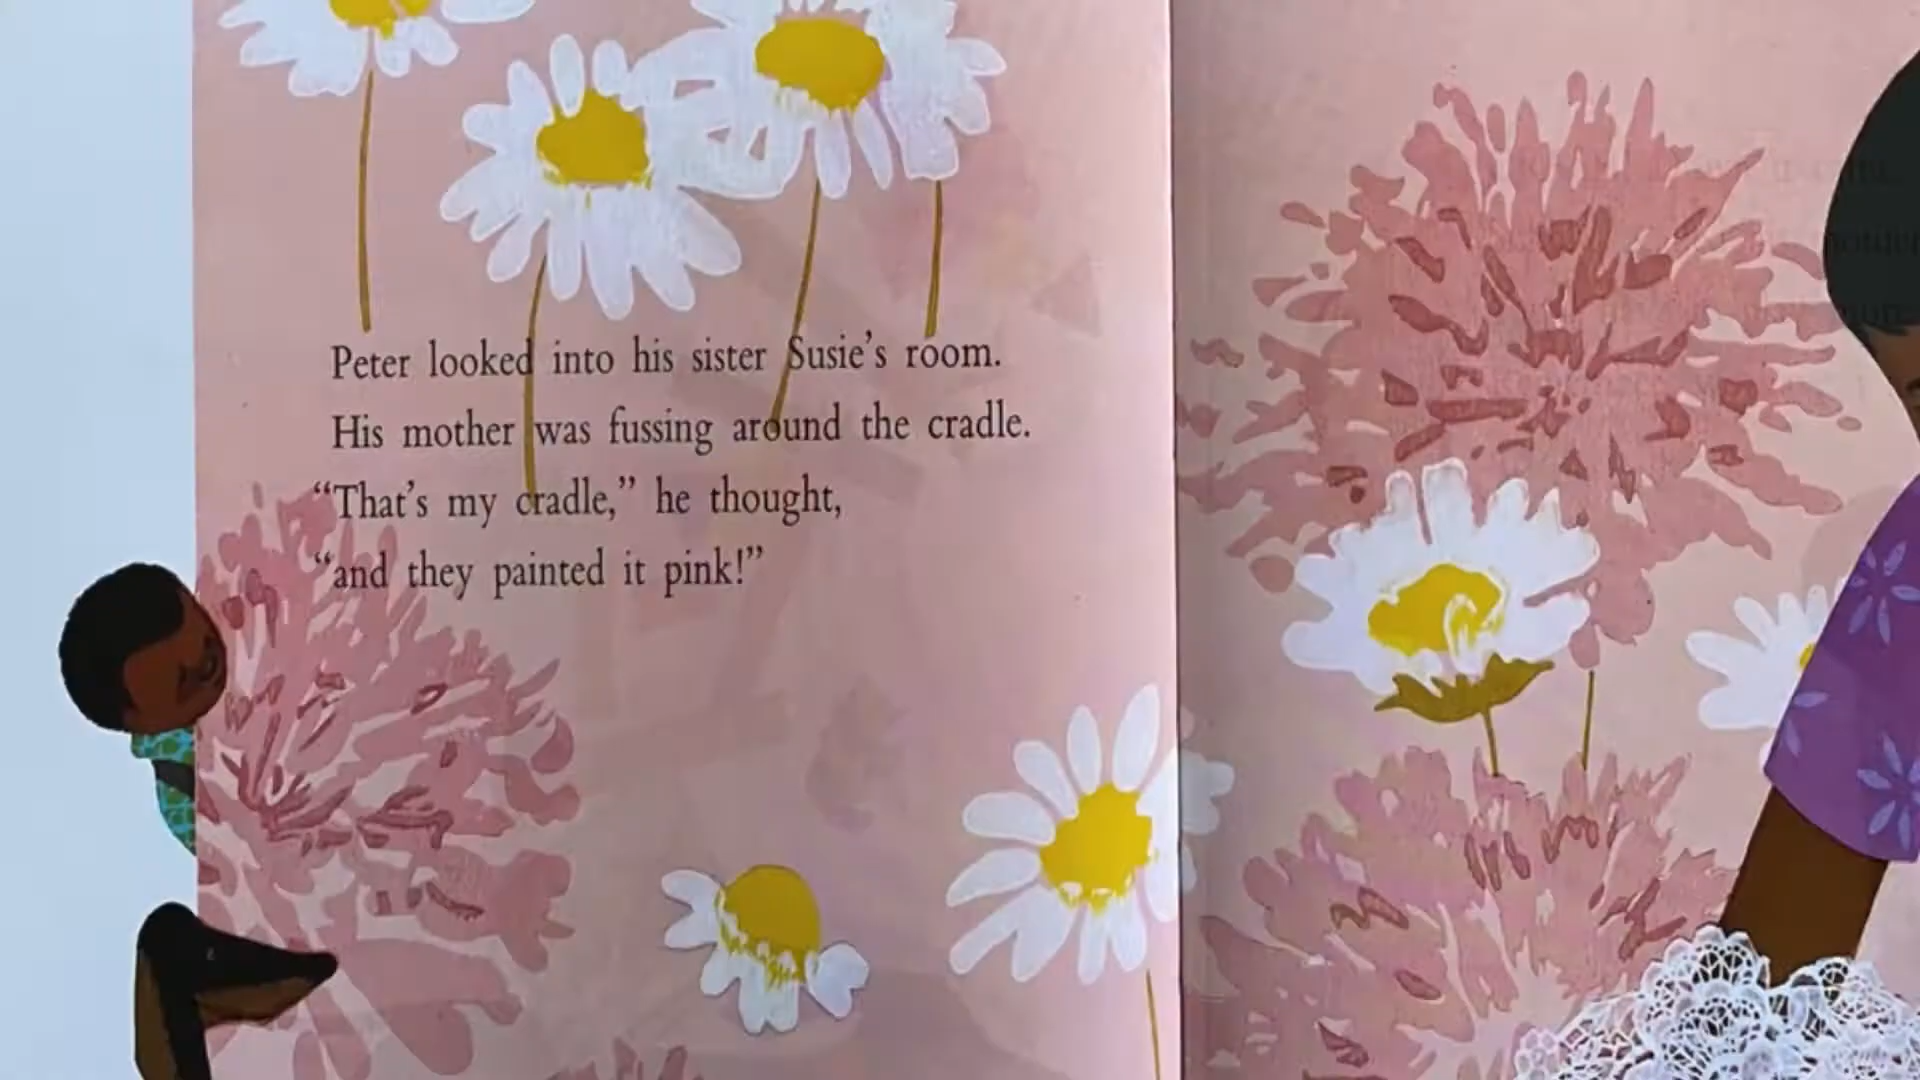 Peter looked into his sister Susie's room.
His mother was fussing around the cradle.
“That's my cradle,” he thought,
“and they painted it pink!”